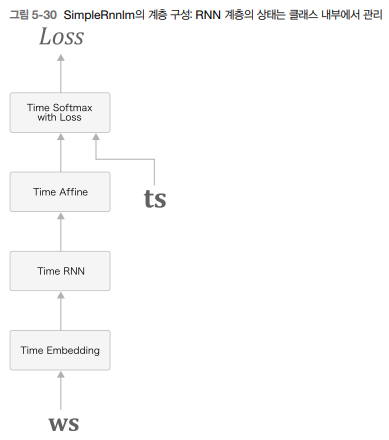 그림 5-30 SimpleRnnlm의 계층 구성: RNN 계층의 상태는 클래스 내부에서 관리
Loss
Time Softmax
with Loss
Time Affine
ts
Time RNN
Time Embedding
ws